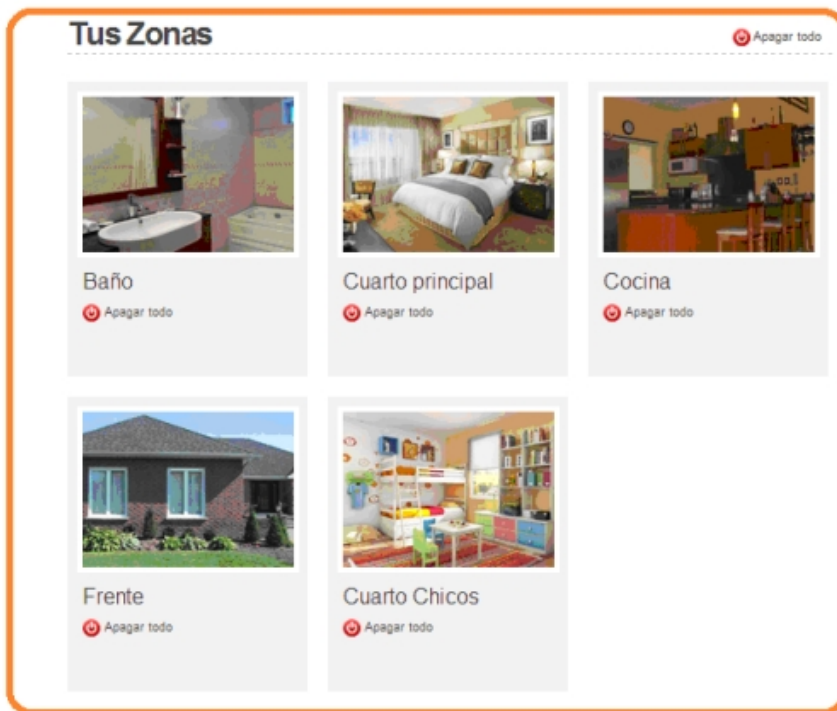 Tus Zonas
Apagar todo
Baño
Apagar todo
Cuarto principal
Apagar todo
Cocina
Apagar todo
Frente
Apagar todo
Cuarto Chicos
Apagar todo